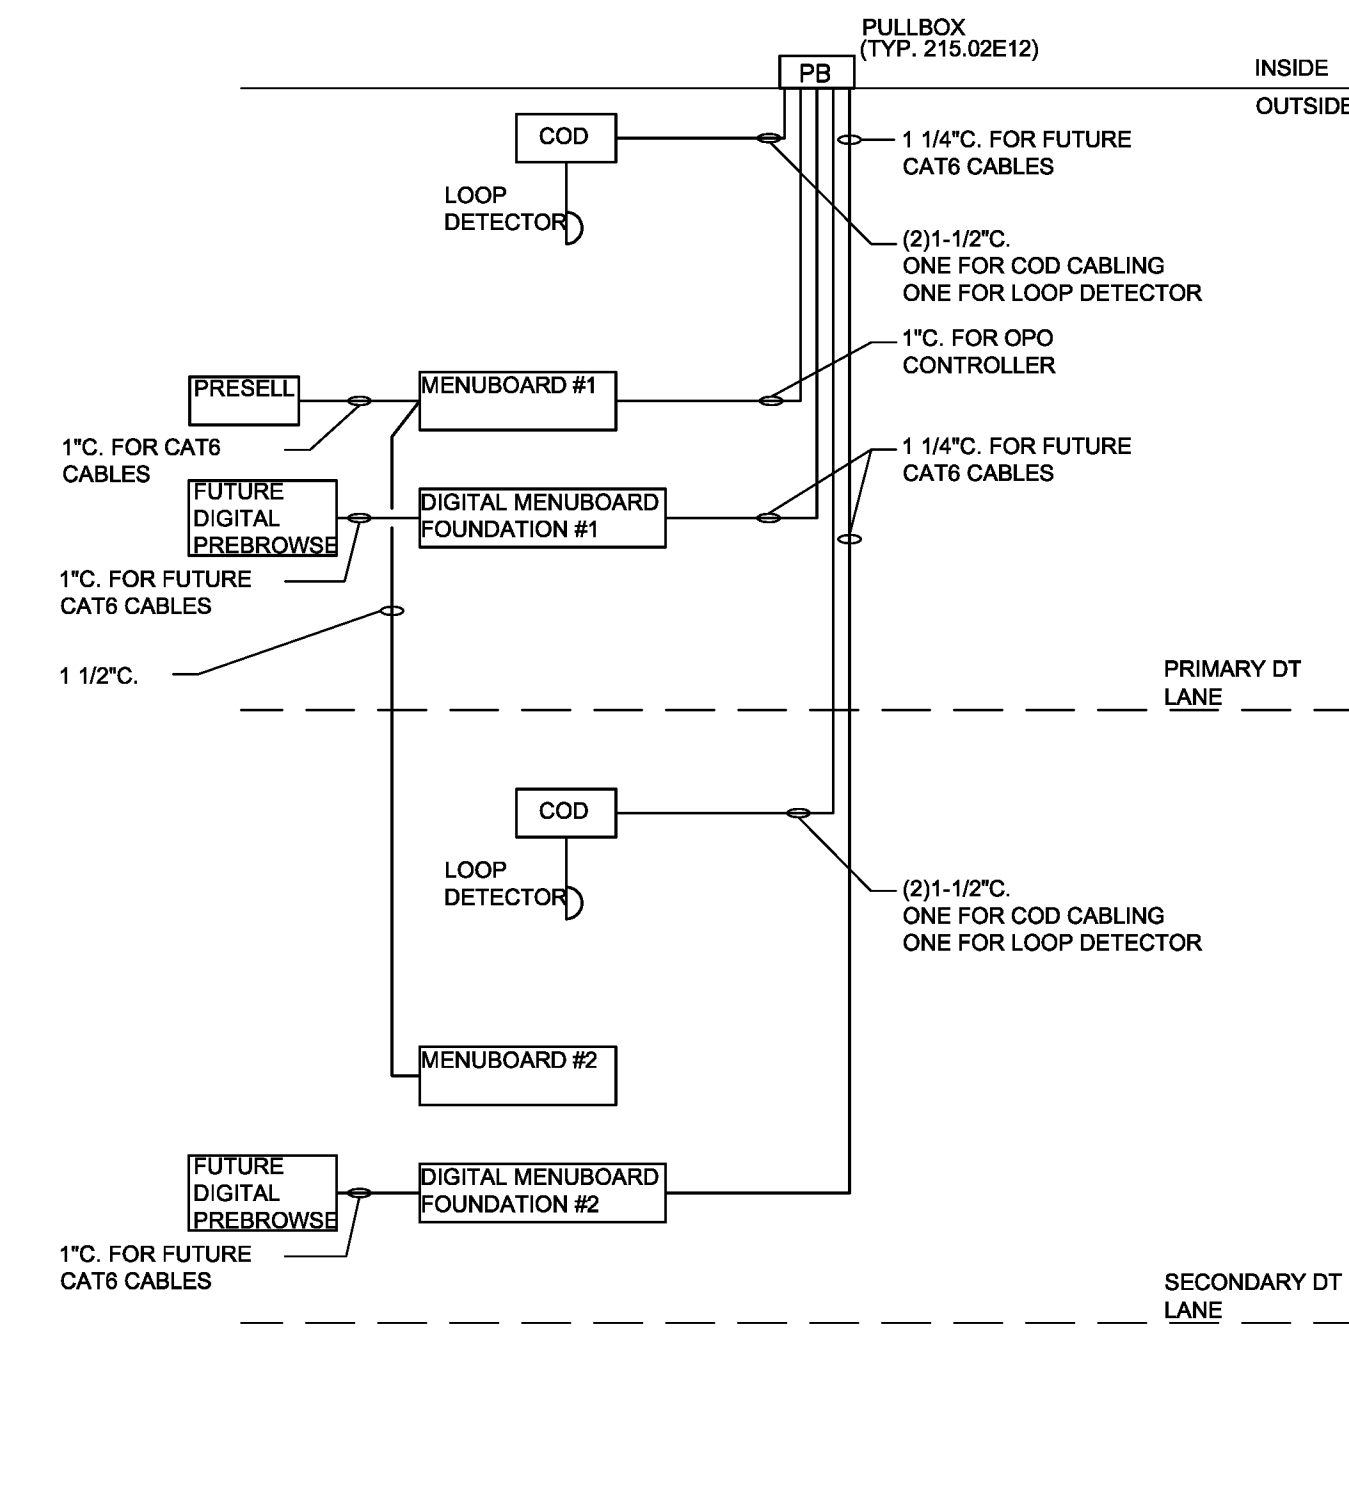 PULLBOX
(TYP. 215.02E12)
PB
INSIDE
OUTSIDE
COD
1 1/4"C. FOR FUTURE
CAT6 CABLES
LOOP
DETECTOR
(2)1-1/2"C.
ONE FOR COD CABLING
ONE FOR LOOP DETECTOR
1"C. FOR OPO
CONTROLLER
PRESELL
MENUBOARD #1
1"C. FOR CAT6
CABLES
1 1/4"C. FOR FUTURE
CAT6 CABLES
FUTURE
DIGITAL
PREBROWSE
DIGITAL MENUBOARD
FOUNDATION #1
1"C. FOR FUTURE
CAT6 CABLES
1 1/2"C.
PRIMARY DT
LANE
COD
LOOP
DETECTOR
(2)1-1/2"C.
ONE FOR COD CABLING
ONE FOR LOOP DETECTOR
MENUBOARD #2
FUTURE
DIGITAL
PREBROWSE
DIGITAL MENUBOARD
FOUNDATION #2
1"C. FOR FUTURE
CAT6 CABLES
SECONDARY DT
LANE